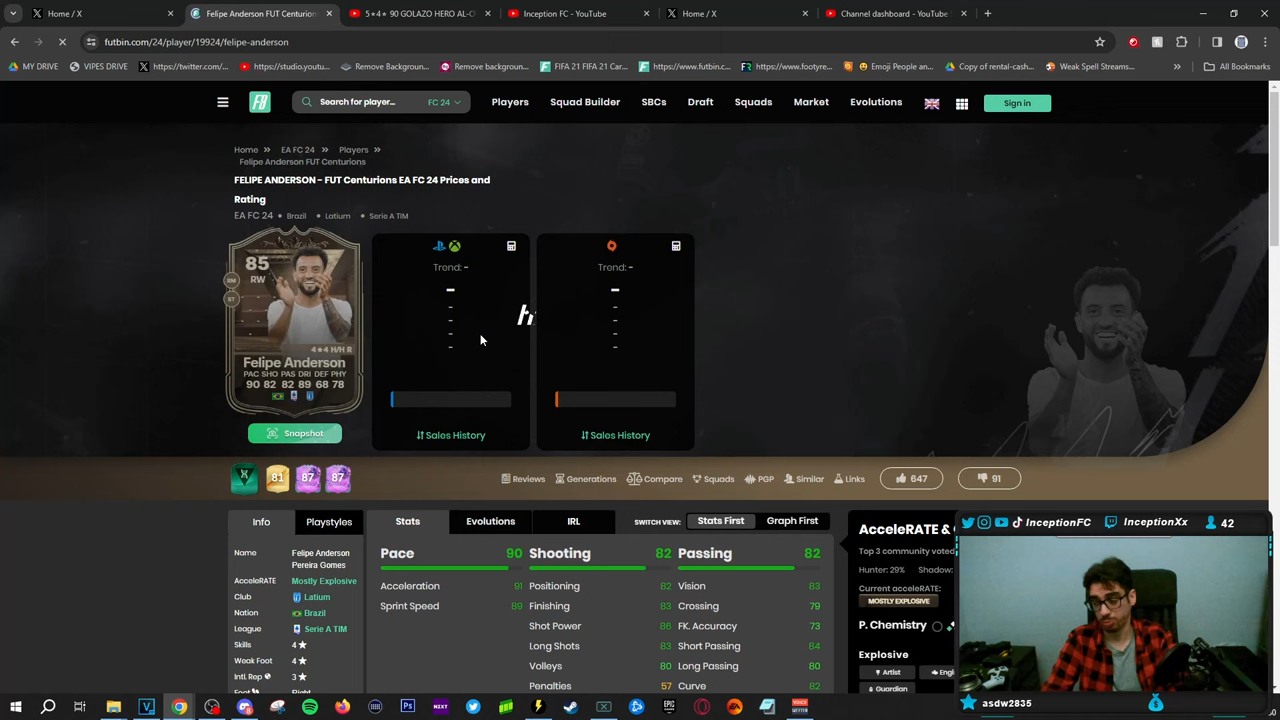 Home / X
Felipe Anderson FUT Centurions
5★4★ 90 GOLAZO HERO AL-O
Inception FC - YouTube
Home / X
Channel dashboard - YouTube
futbin.com/24/player/19924/felipe-anderson
MY DRIVE
VIPES DRIVE
https://twitter.com/...
https://studio.youtu...
Remove Backgroun...
Remove backgroun...
FIFA 21 FIFA 21 Car...
https://www.futbin.c...
https://www.footyre...
Emoji People an...
Copy of rental-cash...
Weak Spell Streams...
All Bookmarks
Search for player...
FC 24
Players
Squad Builder
SBCs
Draft
Squads
Market
Evolutions
Sign in
Home
EA FC 24
Players
Felipe Anderson FUT Centurions
FELIPE ANDERSON - FUT Centurions EA FC 24 Prices and
Rating
EA FC 24 • Brazil • Latium • Serie A TIM
85
RW
RM
ST
4★4 H/H R
Felipe Anderson
PAC SHO PAS DRI DEF PHY
90 82 82 89 68 78
Snapshot
Trend: -
-
-
-
-
-
Sales History
Trend: -
-
-
-
-
-
Sales History
81
87
87
Reviews
Generations
Compare
Squads
PGP
Similar
Links
647
91
Info
Playstyles
Name
Felipe Anderson
Pereira Gomes
AcceleRATE
Mostly Explosive
Club
Latium
Nation
Brazil
League
Serie A TIM
Skills
4★
Weak Foot
4★
Intl. Rep
3★
Foot
Right
Stats
Evolutions
IRL
SWITCH VIEW:
Stats First
Graph First
Pace 90
Acceleration 91
Sprint Speed 89
Shooting 82
Positioning 82
Finishing 83
Shot Power 86
Long Shots 83
Volleys 80
Penalties 57
Passing 82
Vision 83
Crossing 79
FK. Accuracy 73
Short Passing 84
Long Passing 80
Curve 82
AcceleRATE &
Top 3 community voted
Hunter: 29%
Shadow:
Current acceleRATE:
MOSTLY EXPLOSIVE
P. Chemistry
Explosive
Artist
Guardian
InceptionFC
InceptionXx
42
asdw2835